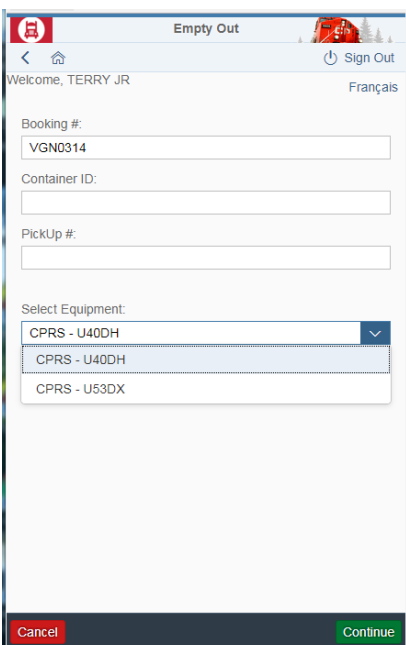 Empty Out
Sign Out
Welcome, TERRY JR
Français
Booking #:
VGN0314
Container ID:
PickUp #:
Select Equipment:
CPRS - U40DH
CPRS - U40DH
CPRS - U53DX
Cancel
Continue